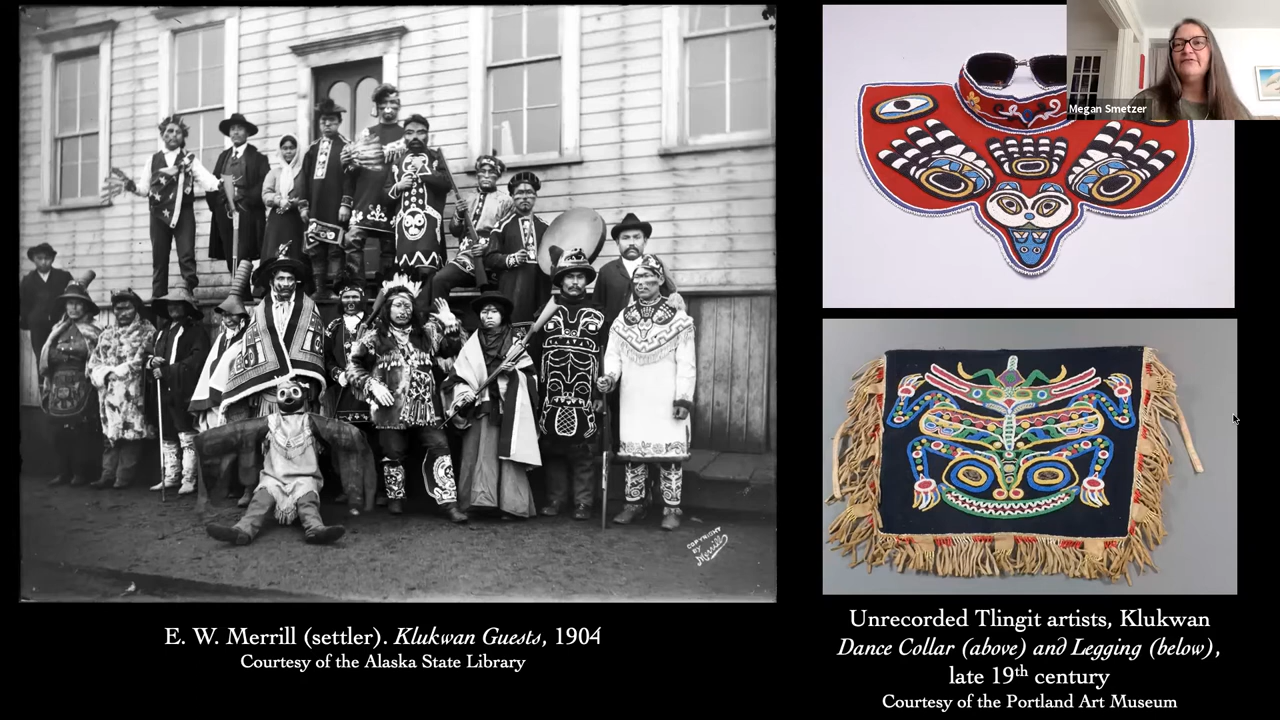 COPYRIGHT
BY
Merrill
E. W. Merrill (settler). Klukwan Guests, 1904
Courtesy of the Alaska State Library
Megan Smetzer
Unrecorded Tlingit artists, Klukwan
Dance Collar (above) and Legging (below),
late 19th century
Courtesy of the Portland Art Museum